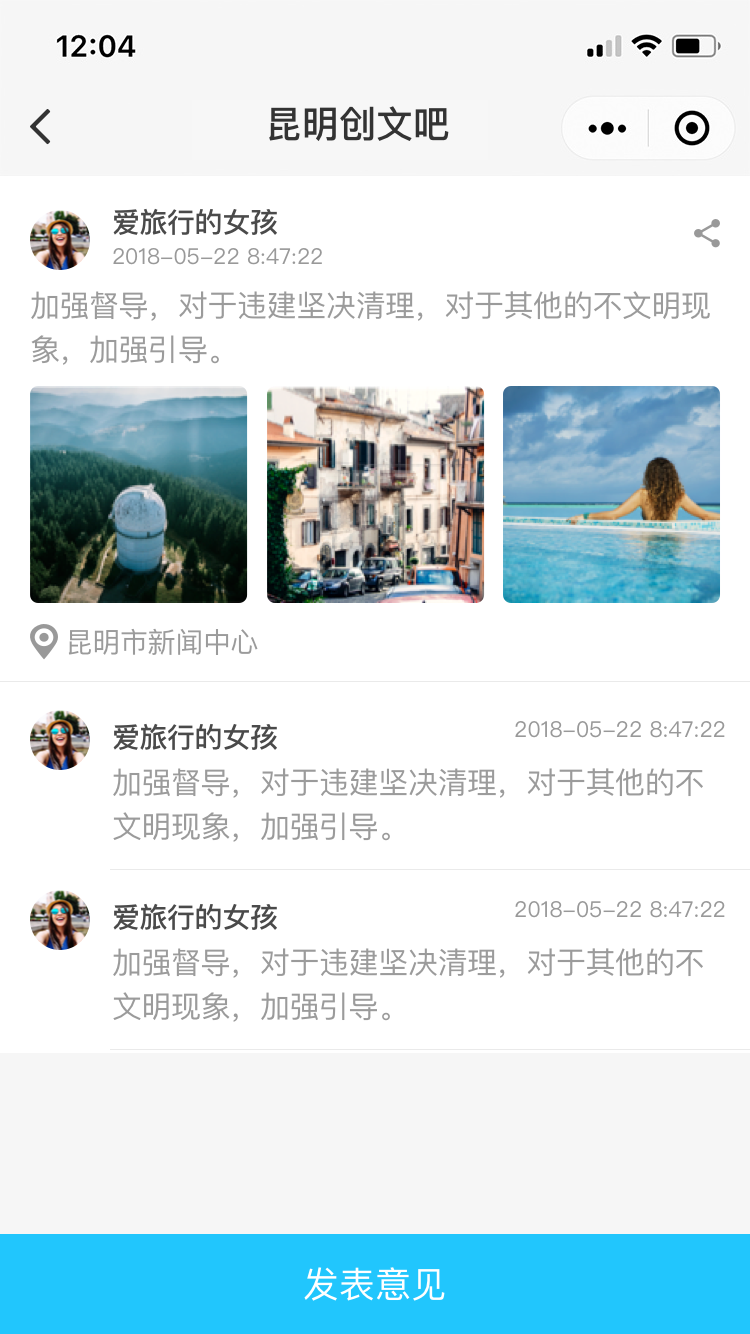 12:04
昆明创文吧
爱旅行的女孩
2018-05-22 8:47:22
加强督导，对于违建坚决清理，对于其他的不文明现
象，加强引导。
昆明市新闻中心
爱旅行的女孩
2018-05-22 8:47:22
加强督导，对于违建坚决清理，对于其他的不
文明现象，加强引导。
爱旅行的女孩
2018-05-22 8:47:22
加强督导，对于违建坚决清理，对于其他的不
文明现象，加强引导。
发表意见